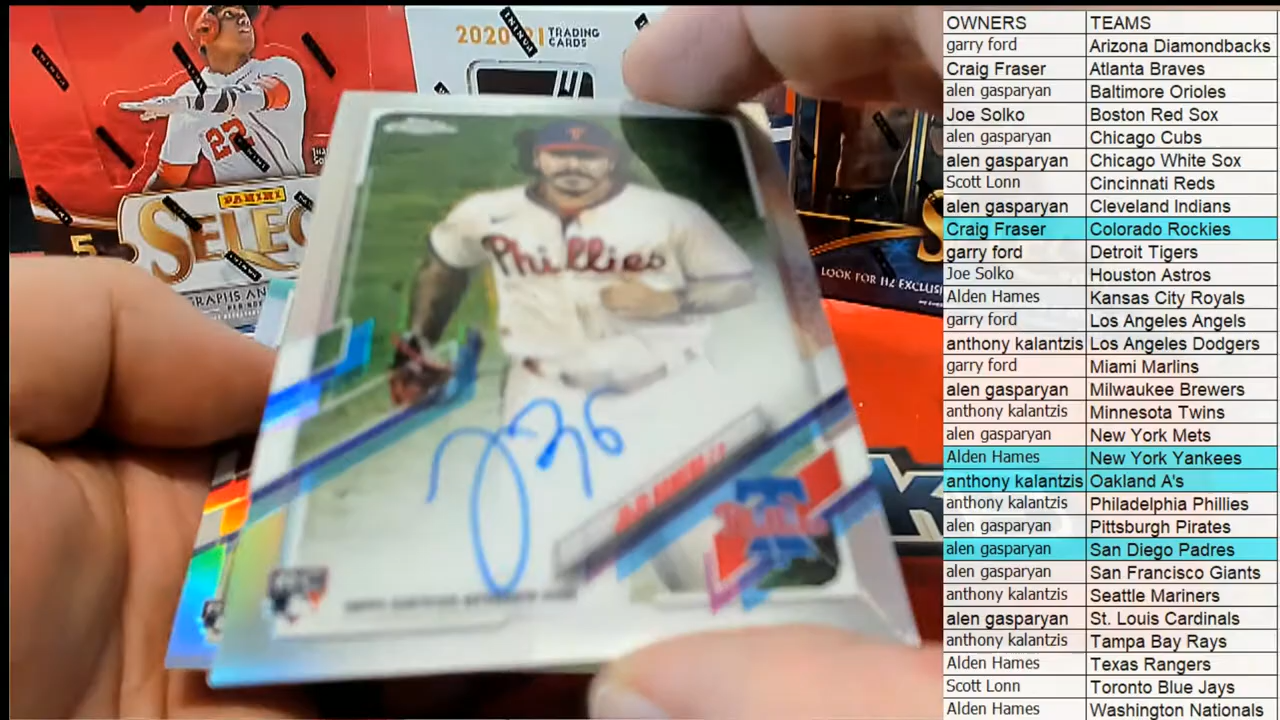 2020-21 TRADING
CARDS
PANINI
PANINI
SELEC
5
22
LOOK FOR H2 EXCLUSI
Phillies
OWNERS TEAMS
garry ford Arizona Diamondbacks
Craig Fraser Atlanta Braves
alen gasparyan Baltimore Orioles
Joe Solko Boston Red Sox
alen gasparyan Chicago Cubs
alen gasparyan Chicago White Sox
Scott Lonn Cincinnati Reds
alen gasparyan Cleveland Indians
Craig Fraser Colorado Rockies
garry ford Detroit Tigers
Joe Solko Houston Astros
Alden Hames Kansas City Royals
garry ford Los Angeles Angels
anthony kalantzis Los Angeles Dodgers
garry ford Miami Marlins
alen gasparyan Milwaukee Brewers
anthony kalantzis Minnesota Twins
alen gasparyan New York Mets
Alden Hames New York Yankees
anthony kalantzis Oakland A's
anthony kalantzis Philadelphia Phillies
alen gasparyan Pittsburgh Pirates
alen gasparyan San Diego Padres
alen gasparyan San Francisco Giants
anthony kalantzis Seattle Mariners
alen gasparyan St. Louis Cardinals
anthony kalantzis Tampa Bay Rays
Alden Hames Texas Rangers
Scott Lonn Toronto Blue Jays
Alden Hames Washington Nationals